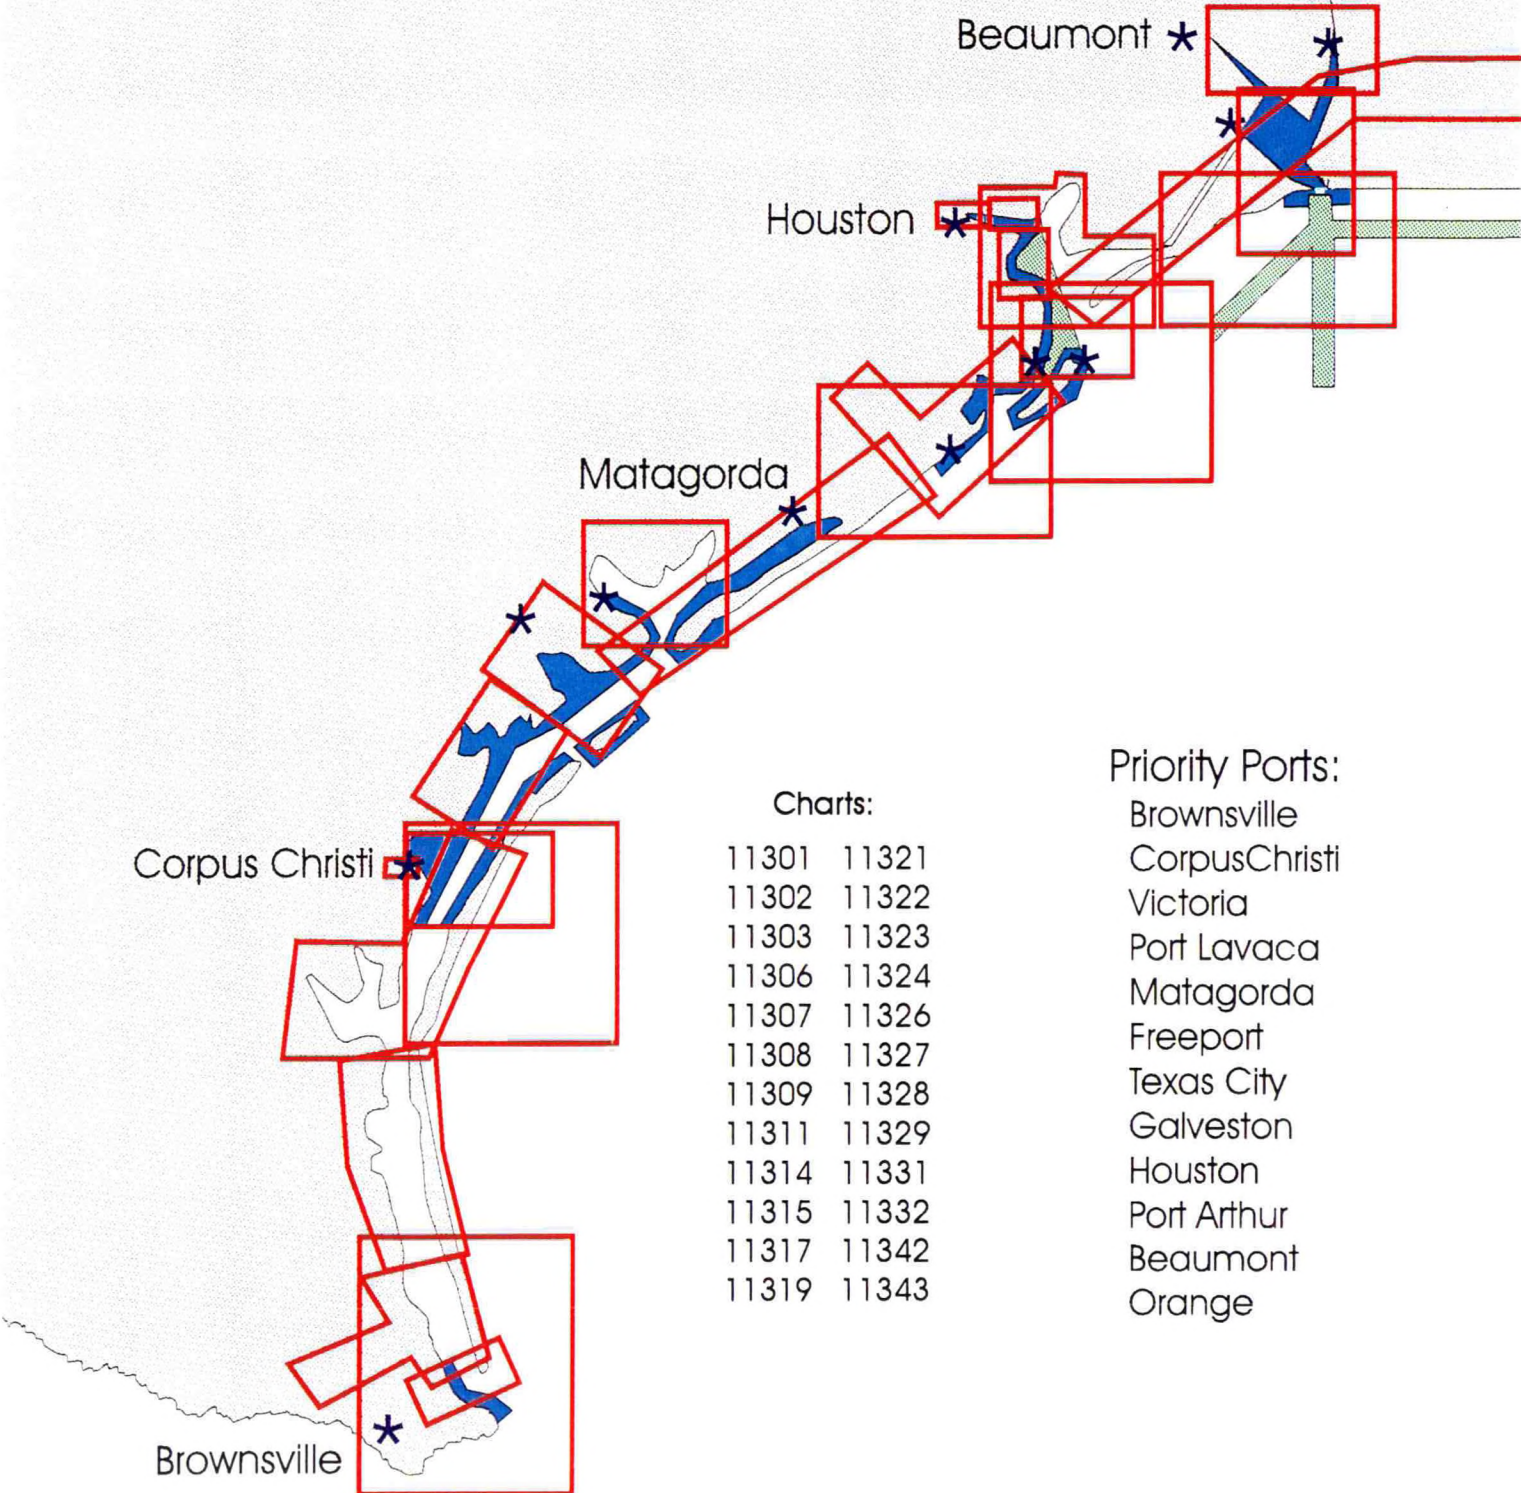 Beaumont
Houston
Matagorda
Corpus Christi
Brownsville
Charts:
11301 11321
11302 11322
11303 11323
11306 11324
11307 11326
11308 11327
11309 11328
11311 11329
11314 11331
11315 11332
11317 11342
11319 11343
Priority Ports:
Brownsville
CorpusChristi
Victoria
Port Lavaca
Matagorda
Freeport
Texas City
Galveston
Houston
Port Arthur
Beaumont
Orange